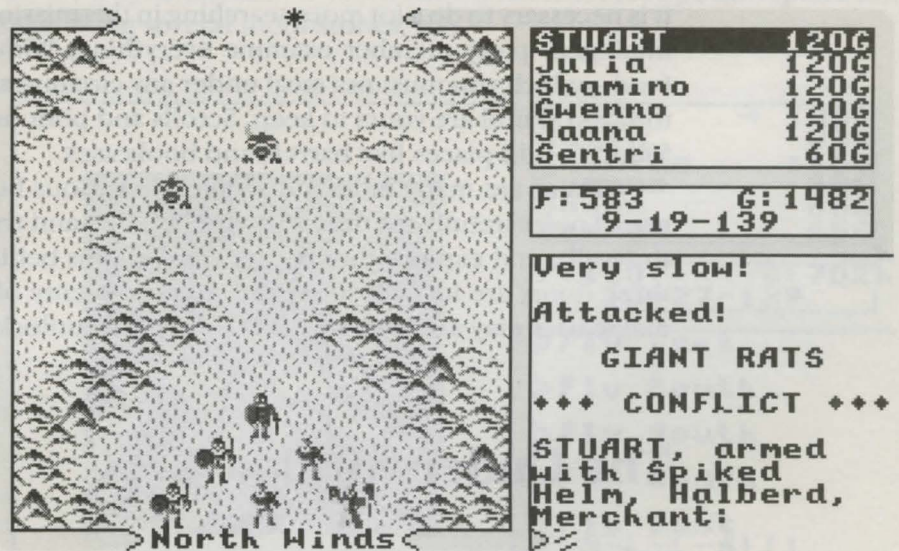 STUART 120G
Julia 120G
Shamino 120G
Gwenno 120G
Jaana 120G
Sentri 60G
F:583 G:1482
9-19-139
Very slow!
Attacked!
GIANT RATS
*** CONFLICT ***
STUART, armed
with Spiked
Helm, Halberd,
Merchant:
North Winds